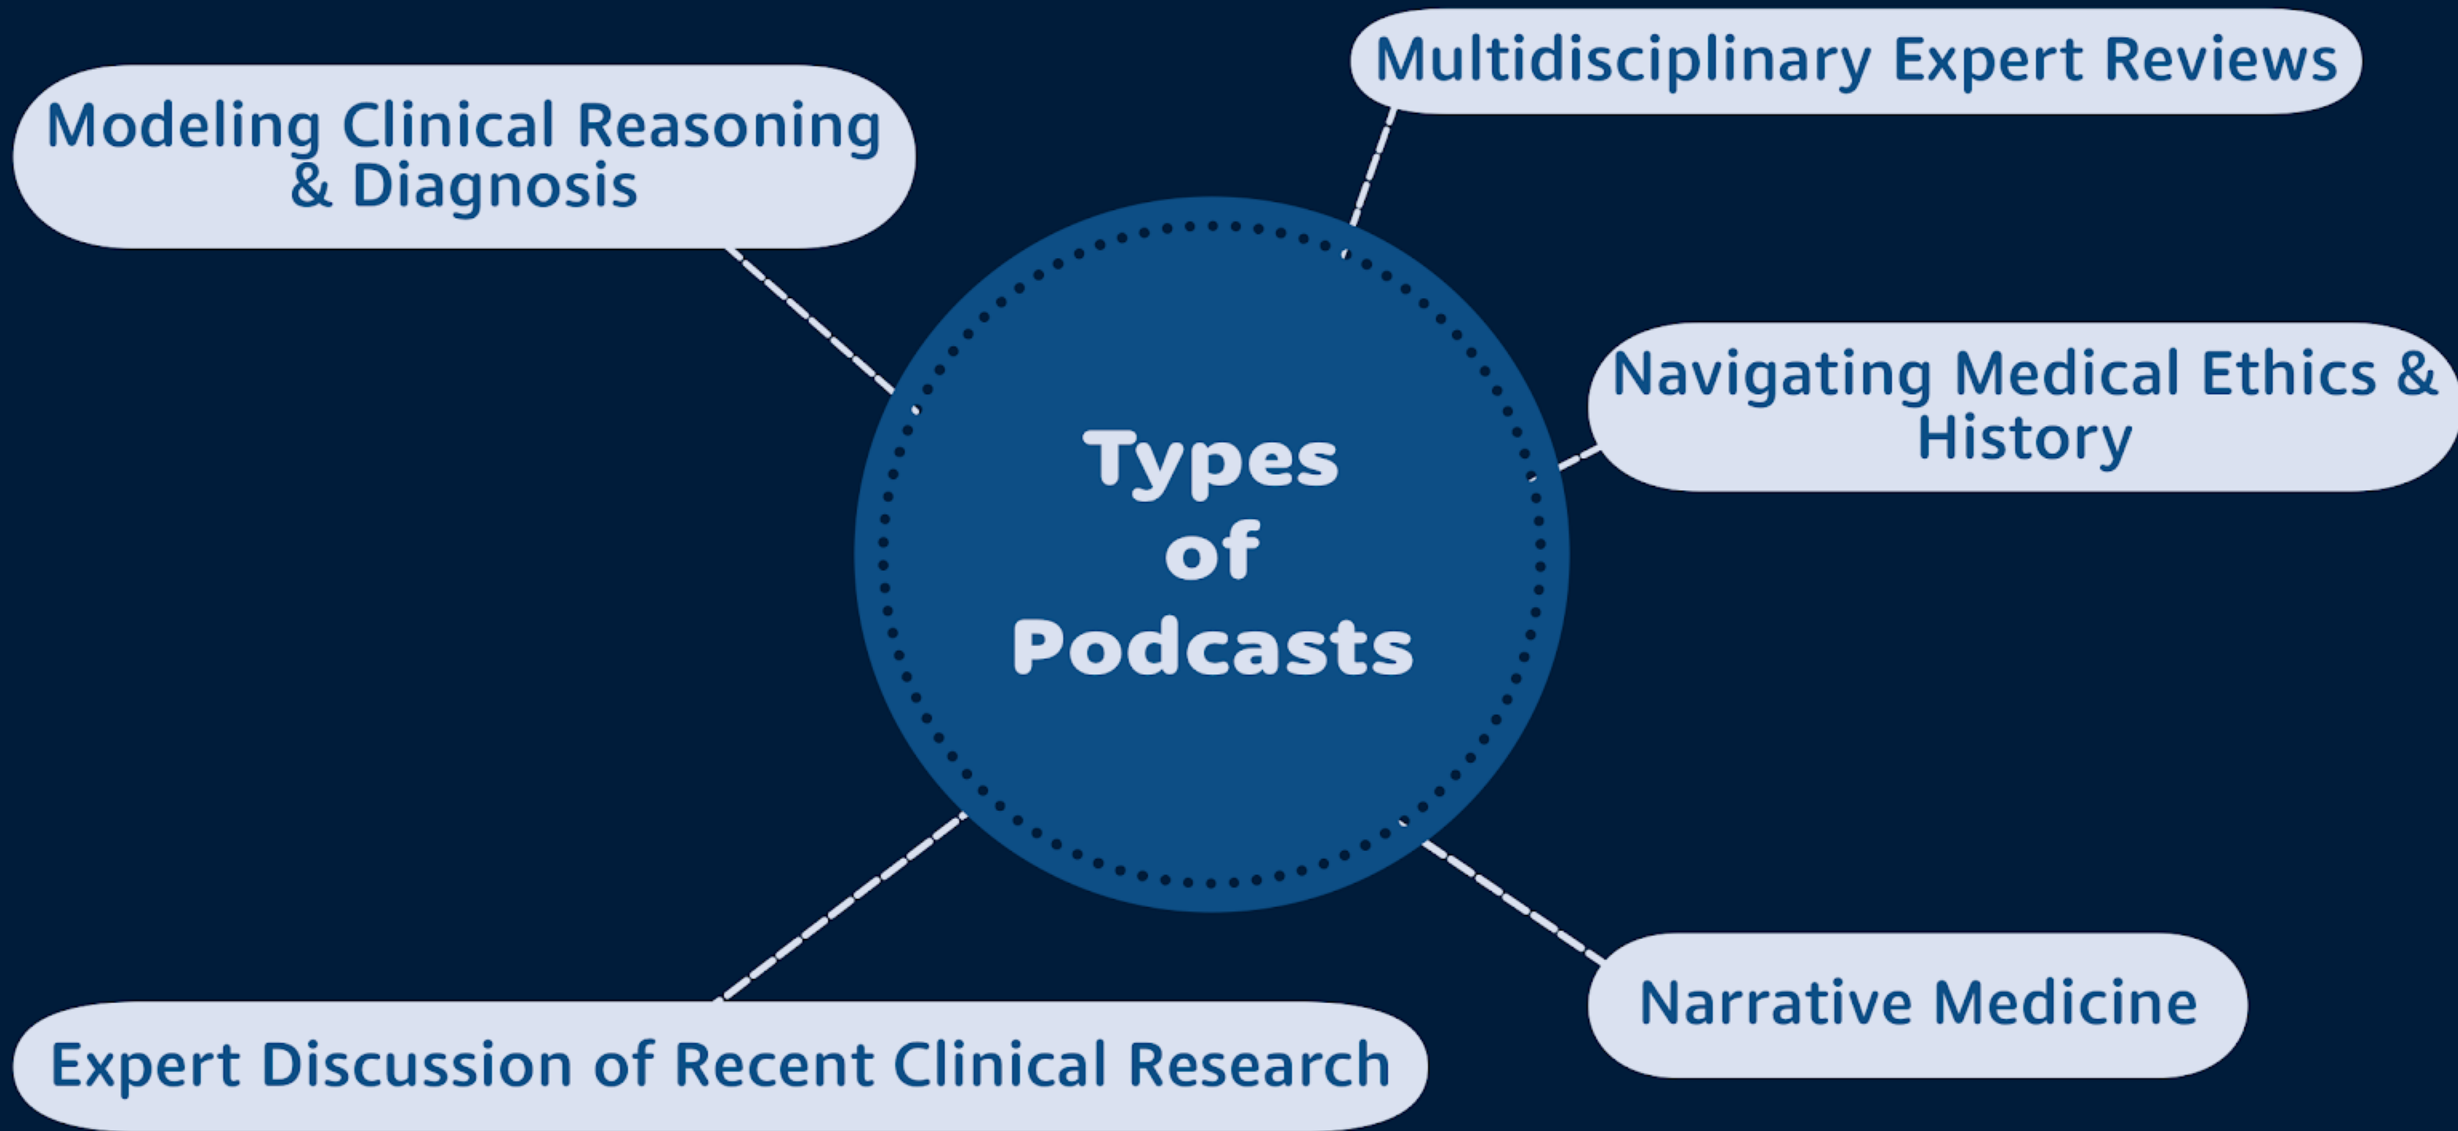 Multidisciplinary Expert Reviews
Modeling Clinical Reasoning
& Diagnosis
Navigating Medical Ethics &
History
Types
of
Podcasts
Narrative Medicine
Expert Discussion of Recent Clinical Research